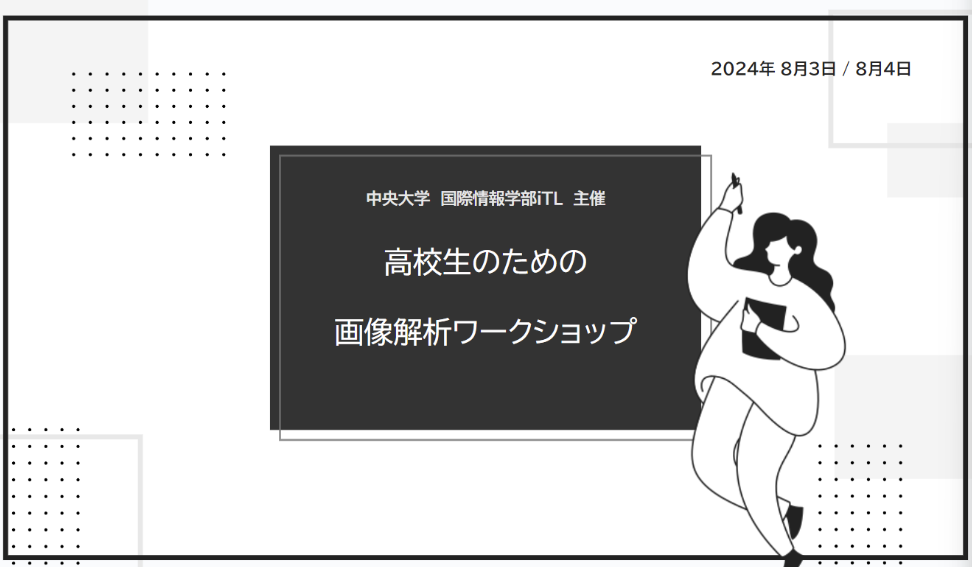 2024年 8月3日 / 8月4日
中央大学 国際情報学部iTL 主催
高校生のための
画像解析ワークショップ